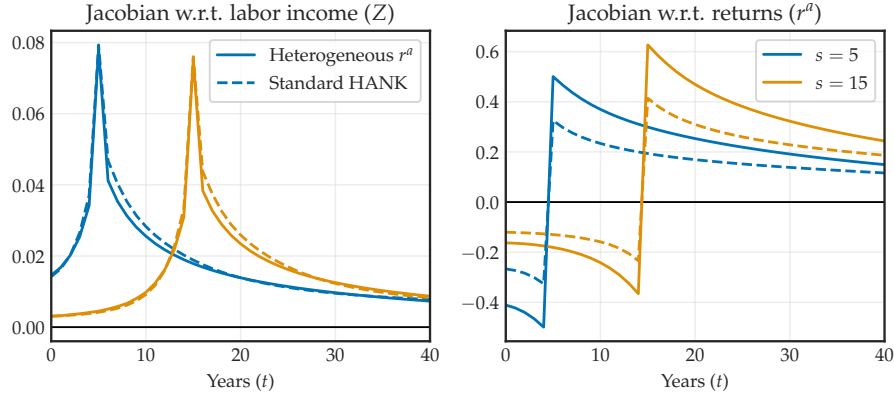 Jacobian w.r.t. labor income (Z)
0.08
0.06
0.04
0.02
0.00
Heterogeneous r^a
Standard HANK
0
10
20
30
40
Years (t)
Jacobian w.r.t. returns (r^a)
0.6
0.4
0.2
0.0
−0.2
−0.4
s = 5
s = 15
0
10
20
30
40
Years (t)